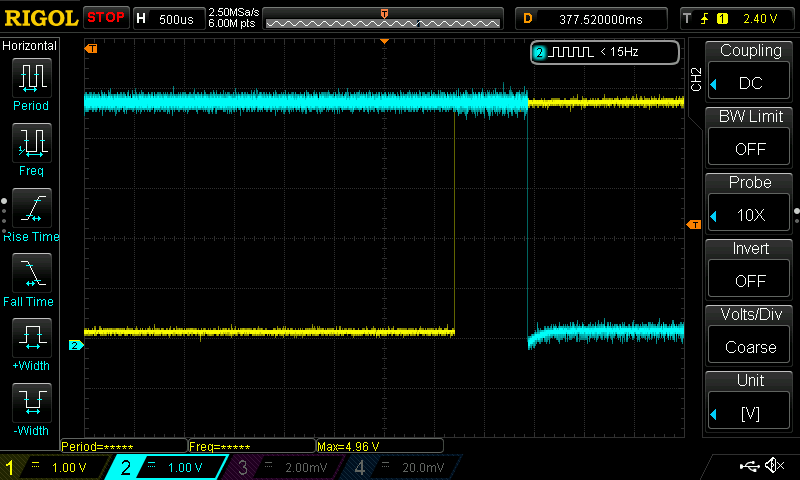 RIGOL STOP H 500us 2.50MSa/s 6.00M pts D 377.520000ms T 1 2.40 V
Horizontal
Period
Freq
Rise Time
Fall Time
+Width
-Width
T
T
2 < 15Hz
T
2
CH2
Coupling
DC
BW Limit
OFF
Probe
10X
Invert
OFF
Volts/Div
Coarse
Unit
[V]
Period=***** Freq=***** Max=4.96 V
1 1.00 V 2 1.00 V 3 2.00mV 4 20.0mV